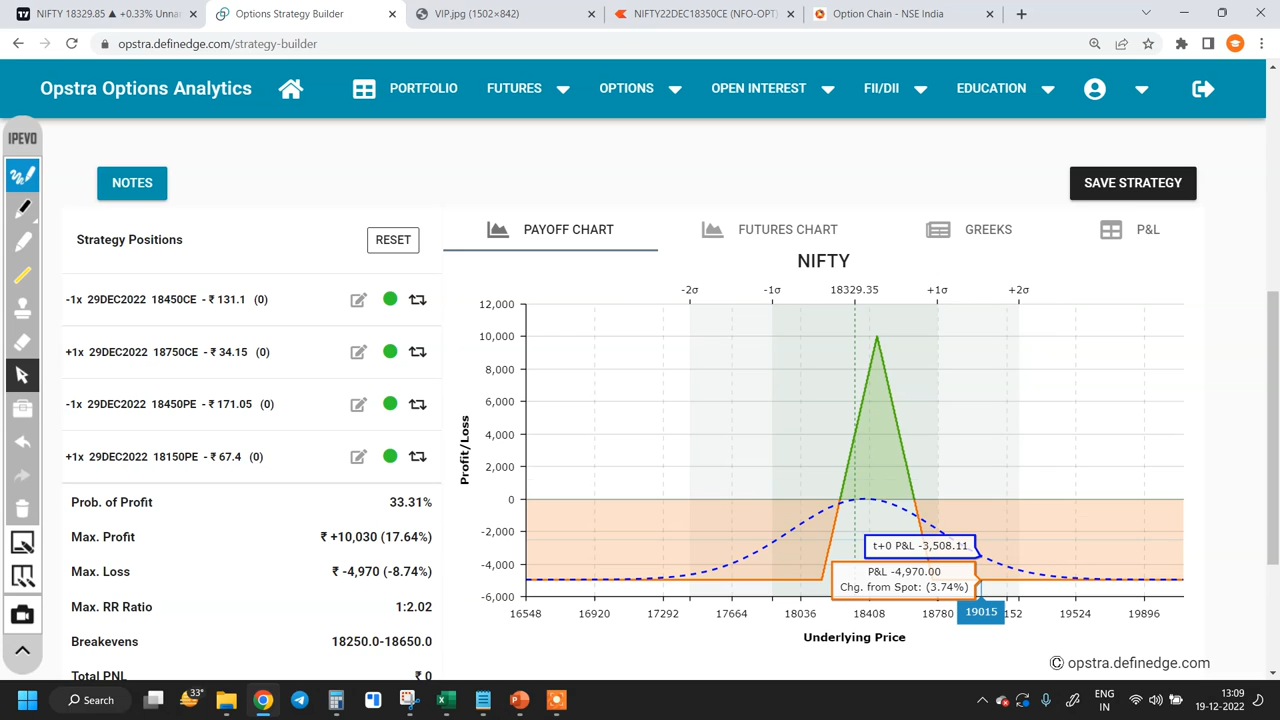 NIFTY 18329.35 ▲ +0.33% Unna
Options Strategy Builder
VIP.jpg (1502×842)
NIFTY22DEC18350CE (NFO-OPT)
Option Chain - NSE India
opstra.definedge.com/strategy-builder
Opstra Options Analytics
PORTFOLIO
FUTURES
OPTIONS
OPEN INTEREST
FII/DII
EDUCATION
IPEVO
NOTES
SAVE STRATEGY
Strategy Positions
RESET
PAYOFF CHART
FUTURES CHART
GREEKS
P&L
-1x 29DEC2022 18450CE - ₹ 131.1 (0)
+1x 29DEC2022 18750CE - ₹ 34.15 (0)
-1x 29DEC2022 18450PE - ₹ 171.05 (0)
+1x 29DEC2022 18150PE - ₹ 67.4 (0)
Prob. of Profit 33.31%
Max. Profit ₹ +10,030 (17.64%)
Max. Loss ₹ -4,970 (-8.74%)
Max. RR Ratio 1:2.02
Breakevens 18250.0-18650.0
Total PNL ₹ 0
NIFTY
-2σ -1σ 18329.35 +1σ +2σ
12,000
10,000
8,000
6,000
4,000
2,000
0
-2,000
-4,000
-6,000
Profit/Loss
t+0 P&L -3,508.11
P&L -4,970.00
Chg. from Spot: (3.74%)
16548 16920 17292 17664 18036 18408 18780 19015 152 19524 19896
Underlying Price
© opstra.definedge.com
33°
Search
ENG
IN
13:09
19-12-2022